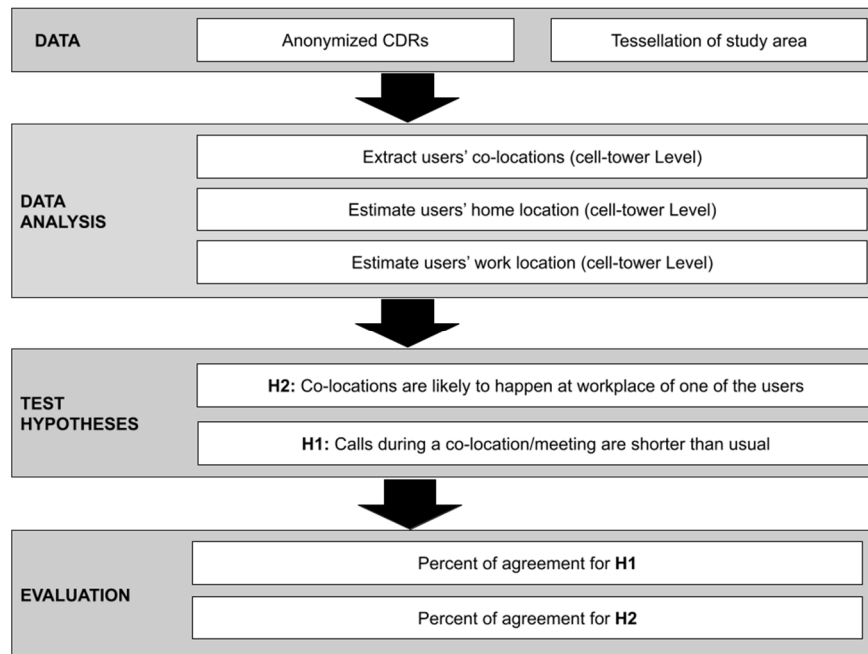 DATA
Anonymized CDRs
Tessellation of study area
DATA
ANALYSIS
Extract users’ co-locations (cell-tower Level)
Estimate users’ home location (cell-tower Level)
Estimate users’ work location (cell-tower Level)
TEST
HYPOTHESES
H2: Co-locations are likely to happen at workplace of one of the users
H1: Calls during a co-location/meeting are shorter than usual
EVALUATION
Percent of agreement for H1
Percent of agreement for H2